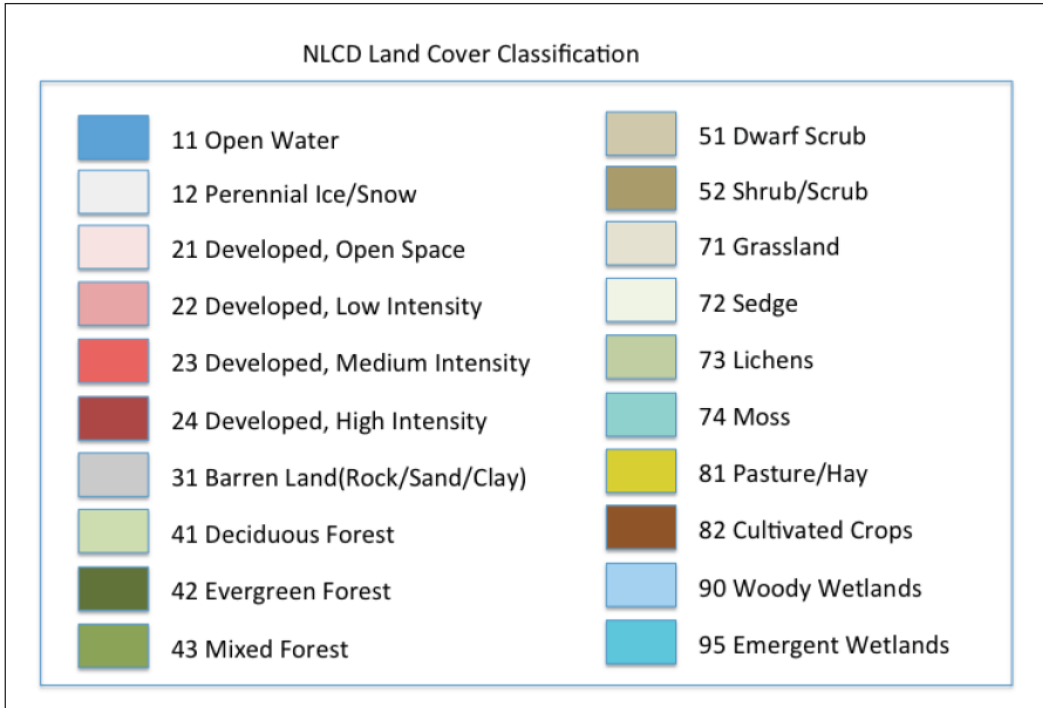 NLCD Land Cover Classification
11 Open Water
12 Perennial Ice/Snow
21 Developed, Open Space
22 Developed, Low Intensity
23 Developed, Medium Intensity
24 Developed, High Intensity
31 Barren Land(Rock/Sand/Clay)
41 Deciduous Forest
42 Evergreen Forest
43 Mixed Forest
51 Dwarf Scrub
52 Shrub/Scrub
71 Grassland
72 Sedge
73 Lichens
74 Moss
81 Pasture/Hay
82 Cultivated Crops
90 Woody Wetlands
95 Emergent Wetlands